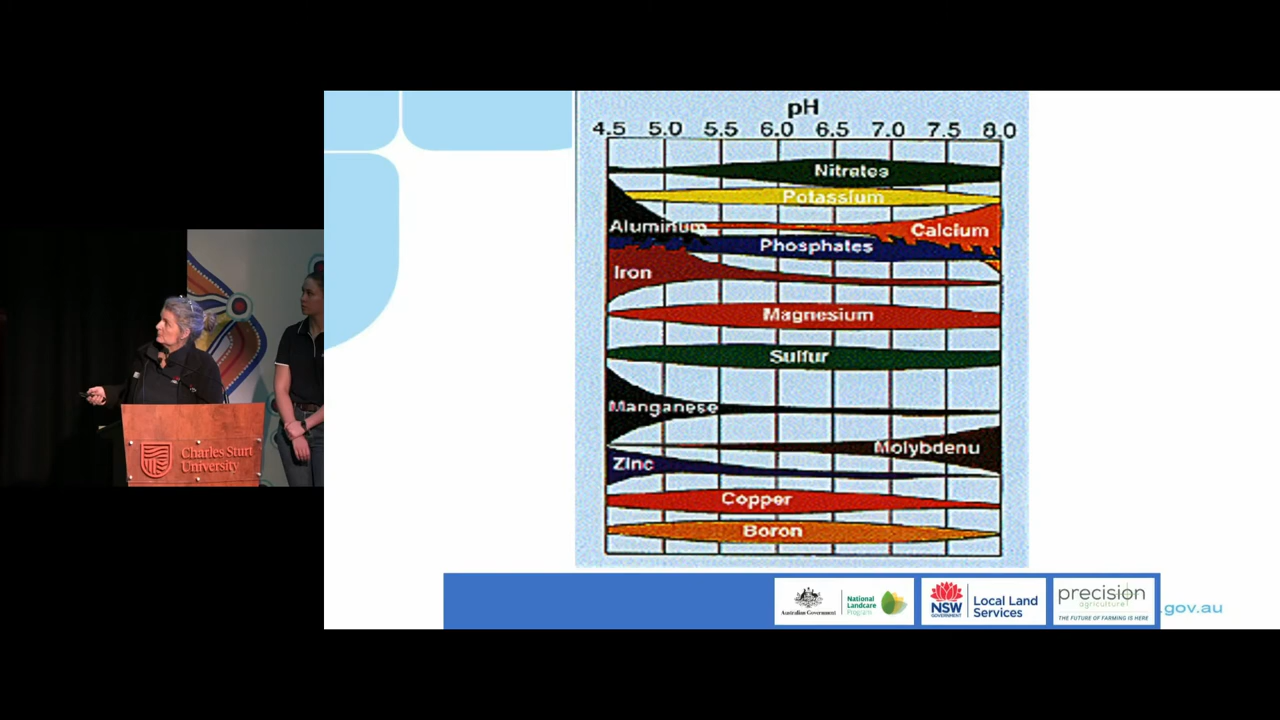 pH
4.5 5.0 5.5 6.0 6.5 7.0 7.5 8.0
Nitrates
Potassium
Aluminum
Calcium
Phosphates
Iron
Magnesium
Sulfur
Manganese
Molybdenu
Zinc
Copper
Boron
Charles Sturt
University
Australian Government
National
Landcare
Program
NSW
GOVERNMENT
Local Land
Services
precision
agriculture
THE FUTURE OF FARMING IS HERE
.gov.au